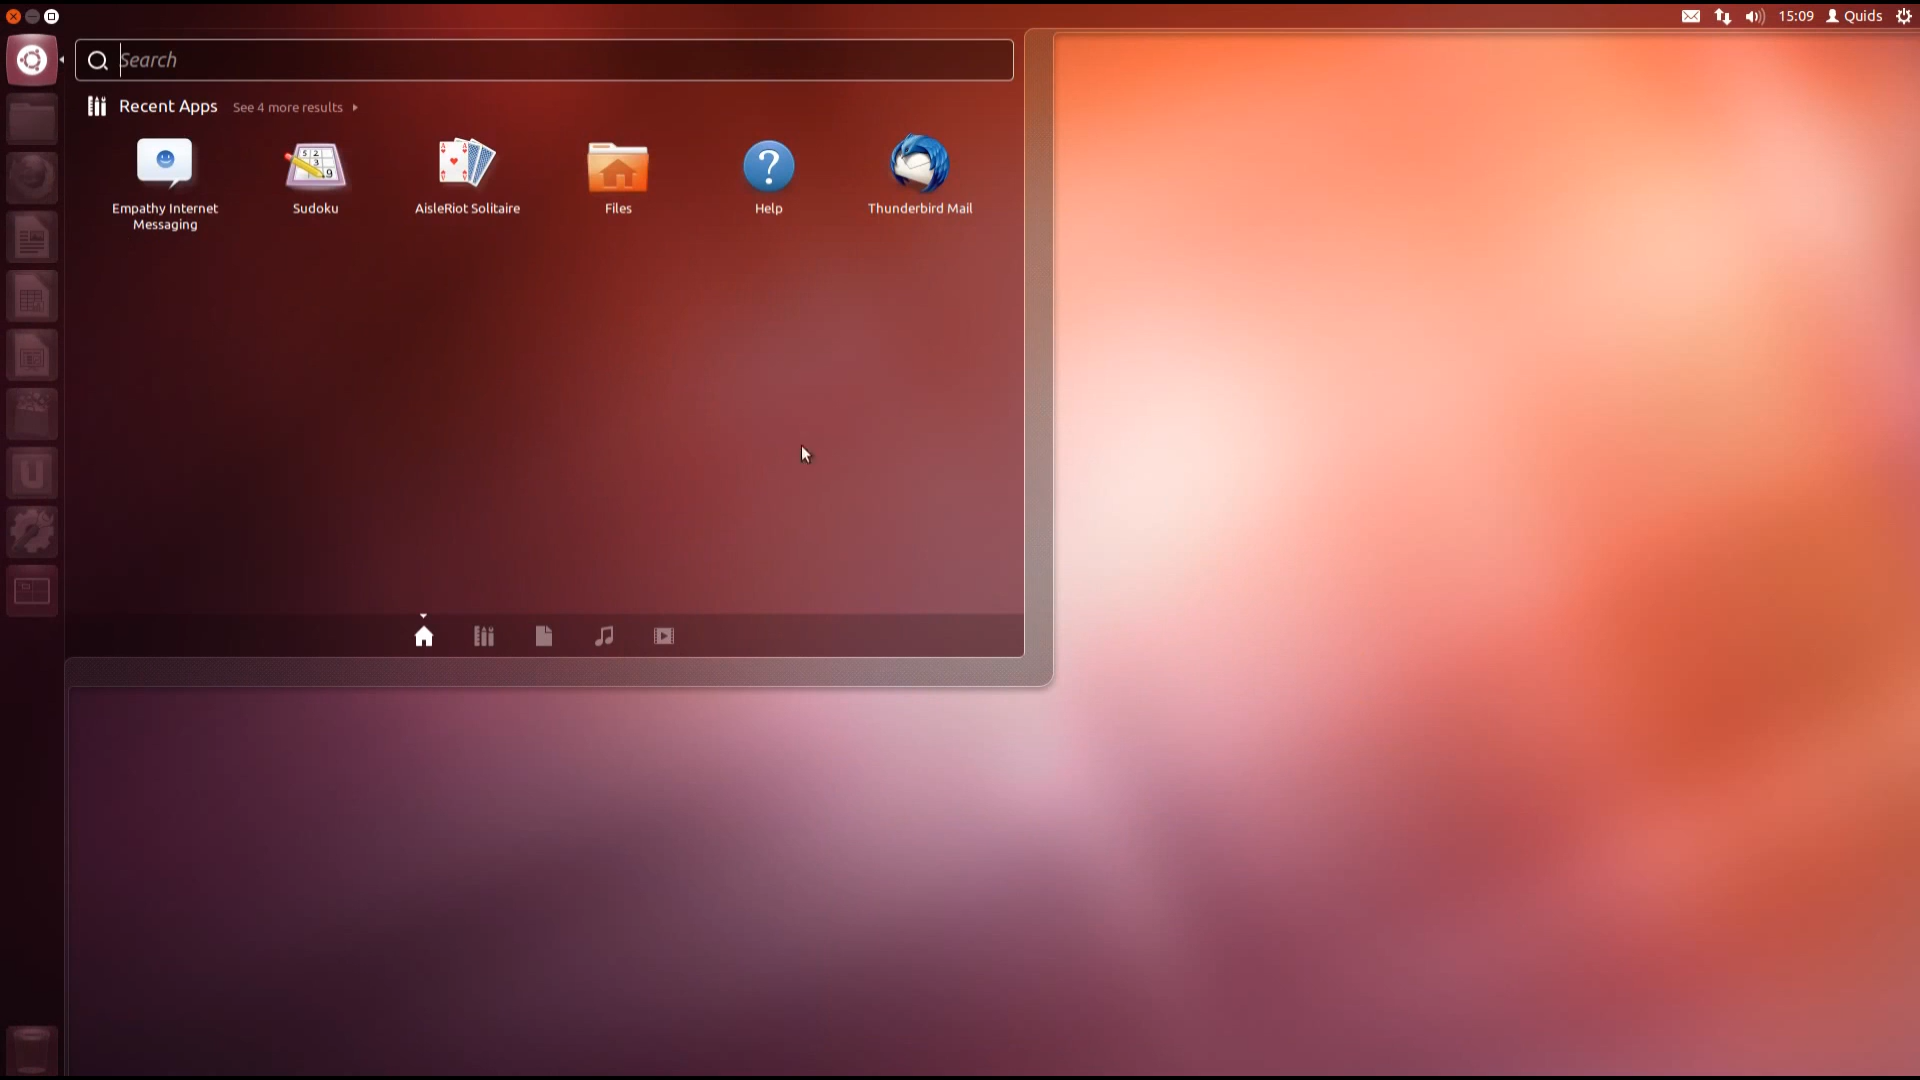 15:09 Quids
Search
Recent Apps See 4 more results
Empathy Internet
Messaging
Sudoku
AisleRiot Solitaire
Files
Help
Thunderbird Mail